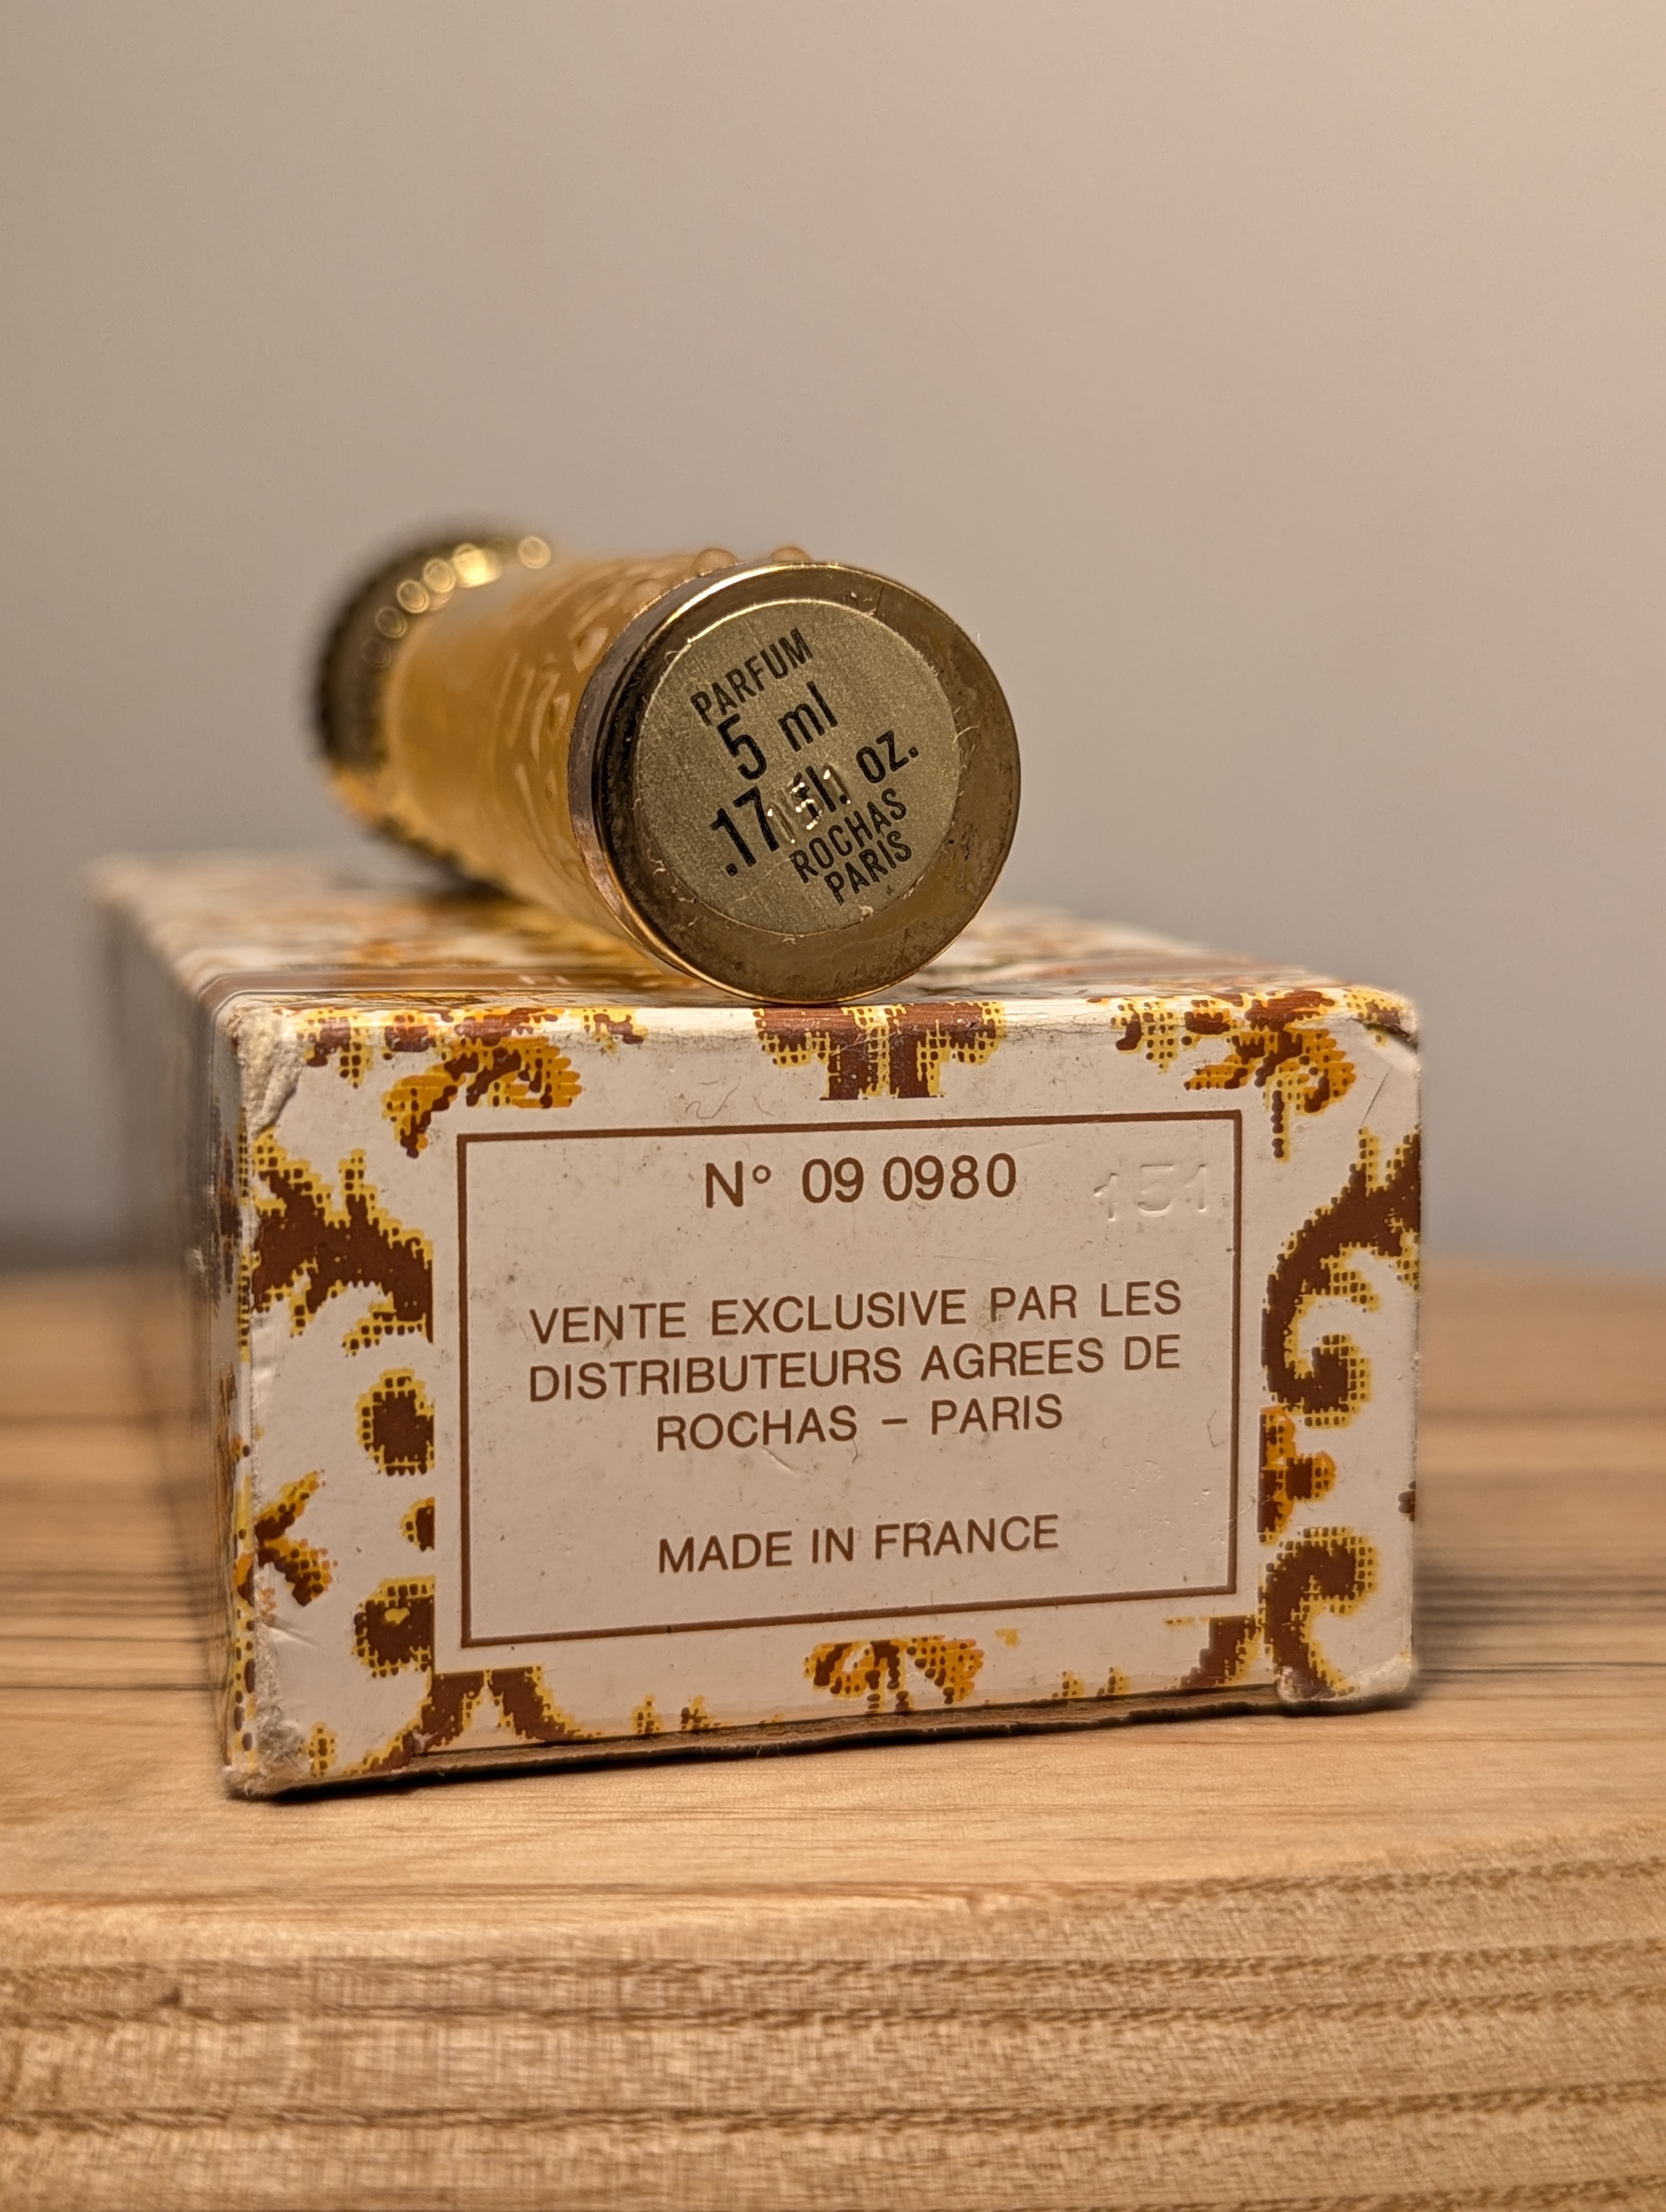 PARFUM
5 ml
.17 fl. oz.
151
ROCHAS
PARIS
N° 09 0980
151
VENTE EXCLUSIVE PAR LES
DISTRIBUTEURS AGREES DE
ROCHAS – PARIS
MADE IN FRANCE